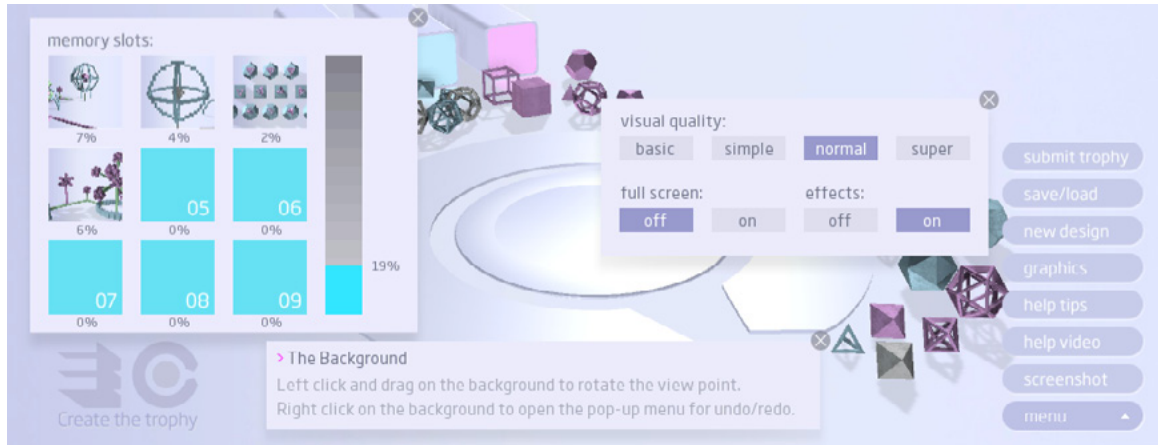 memory slots:
7%
4%
2%
05
06
6%
0%
0%
07
08
09
0%
0%
0%
19%
visual quality:
basic
simple
normal
super
full screen:
effects:
off
on
off
on
submit trophy
save/load
new design
graphics
help tips
help video
screenshot
menu
> The Background
Left click and drag on the background to rotate the view point.
Right click on the background to open the pop-up menu for undo/redo.
Create the trophy